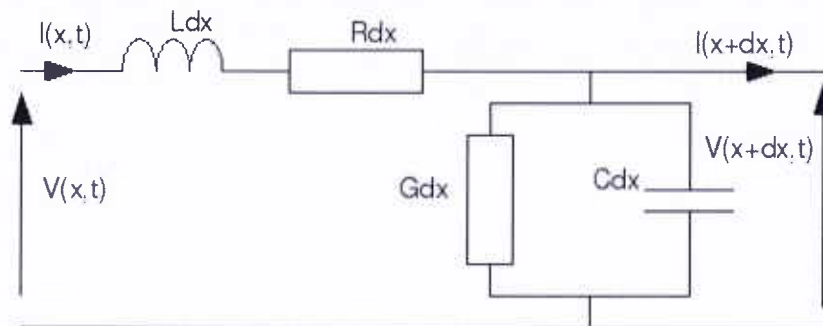 I(x,t)
Ldx
Rdx
I(x+dx,t)
V(x,t)
Gdx
Cdx
V(x+dx,t)